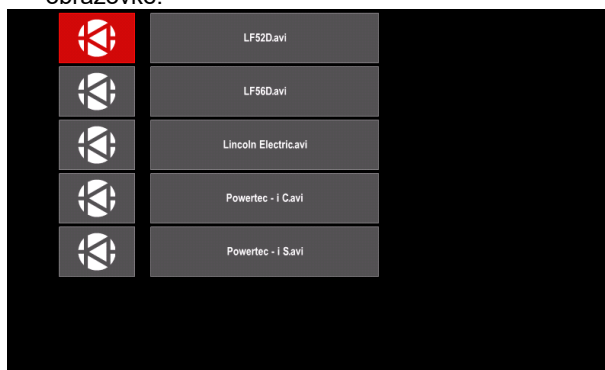 obrazovke.
LF52D.avi
LF56D.avi
Lincoln Electric.avi
Powertec - i C.avi
Powertec - i S.avi